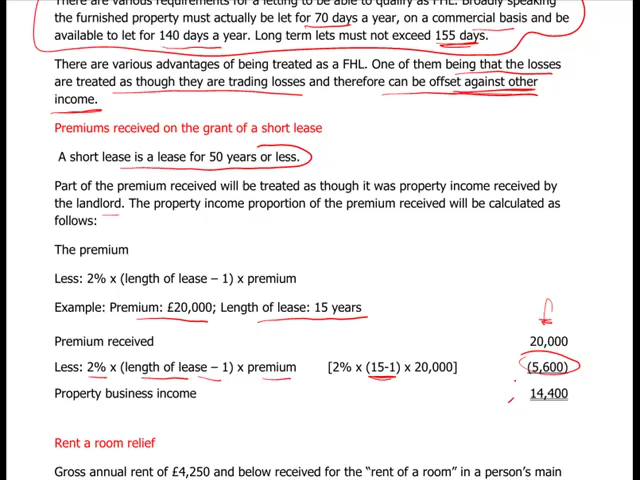 There are various requirements for a letting to be able to qualify as FHL. Broadly speaking
the furnished property must actually be let for 70 days a year, on a commercial basis and be
available to let for 140 days a year. Long term lets must not exceed 155 days.
There are various advantages of being treated as a FHL. One of them being that the losses
are treated as though they are trading losses and therefore can be offset against other
income.
Premiums received on the grant of a short lease
A short lease is a lease for 50 years or less.
Part of the premium received will be treated as though it was property income received by
the landlord. The property income proportion of the premium received will be calculated as
follows:
The premium
Less: 2% x (length of lease – 1) x premium
Example: Premium: £20,000; Length of lease: 15 years
£
Premium received 20,000
Less: 2% x (length of lease – 1) x premium [2% x (15-1) x 20,000] (5,600)
Property business income 14,400
Rent a room relief
Gross annual rent of £4,250 and below received for the “rent of a room” in a person's main